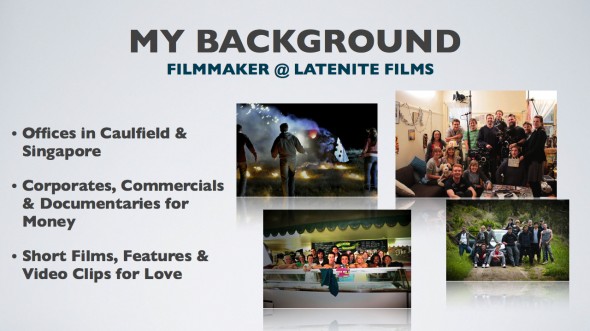 MY BACKGROUND
FILMMAKER @ LATENITE FILMS
• Offices in Caulfield &
Singapore
• Corporates, Commercials
& Documentaries for
Money
• Short Films, Features &
Video Clips for Love